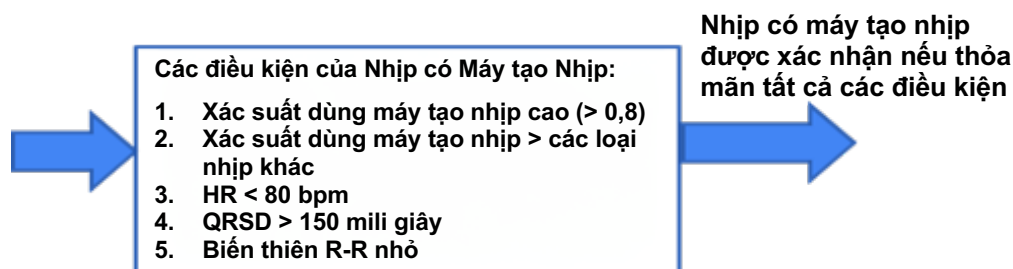 Các điều kiện của Nhịp có Máy tạo Nhịp:
1. Xác suất dùng máy tạo nhịp cao (> 0,8)
2. Xác suất dùng máy tạo nhịp > các loại
nhịp khác
3. HR < 80 bpm
4. QRSD > 150 mili giây
5. Biến thiên R-R nhỏ
Nhịp có máy tạo nhịp
được xác nhận nếu thỏa
mãn tất cả các điều kiện